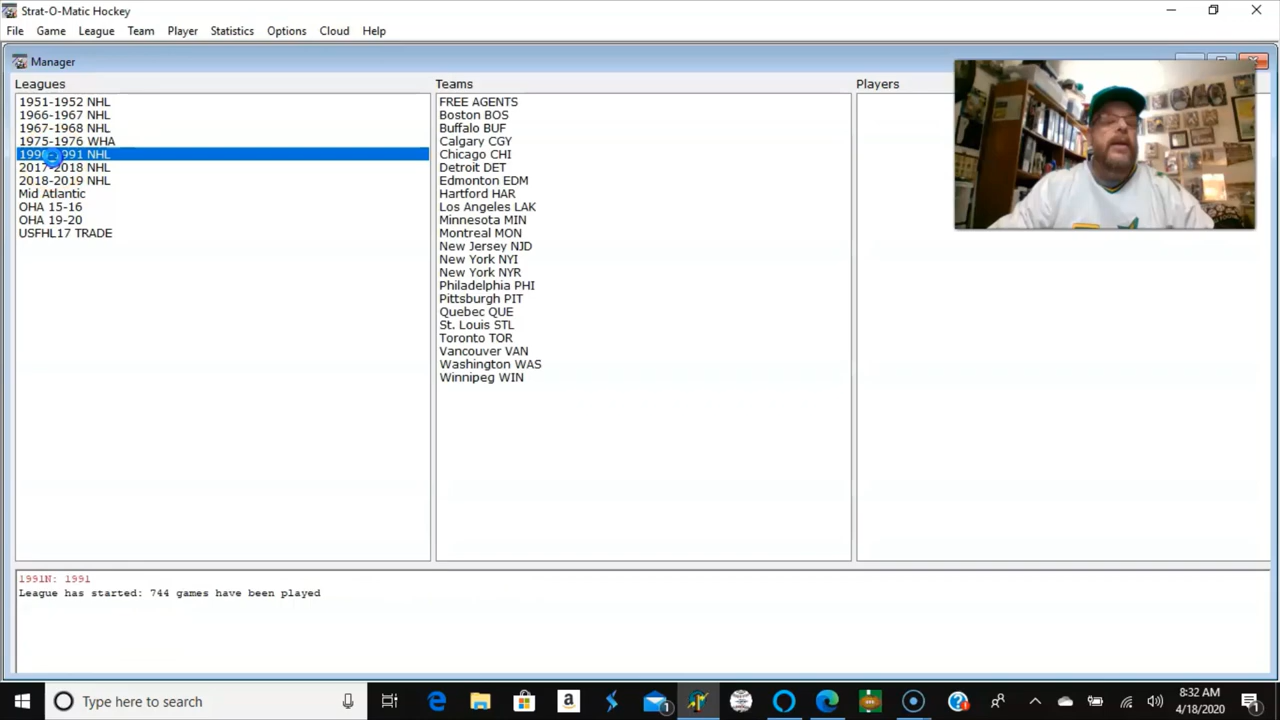 Strat-O-Matic Hockey
File Game League Team Player Statistics Options Cloud Help
Manager
Leagues Teams Players
1951-1952 NHL
1966-1967 NHL
1967-1968 NHL
1975-1976 WHA
1990-1991 NHL
2017-2018 NHL
2018-2019 NHL
Mid Atlantic
OHA 15-16
OHA 19-20
USFHL17 TRADE
FREE AGENTS
Boston BOS
Buffalo BUF
Calgary CGY
Chicago CHI
Detroit DET
Edmonton EDM
Hartford HAR
Los Angeles LAK
Minnesota MIN
Montreal MON
New Jersey NJD
New York NYI
New York NYR
Philadelphia PHI
Pittsburgh PIT
Quebec QUE
St. Louis STL
Toronto TOR
Vancouver VAN
Washington WAS
Winnipeg WIN
1991N: 1991
League has started: 744 games have been played
Type here to search
8:32 AM
4/18/2020